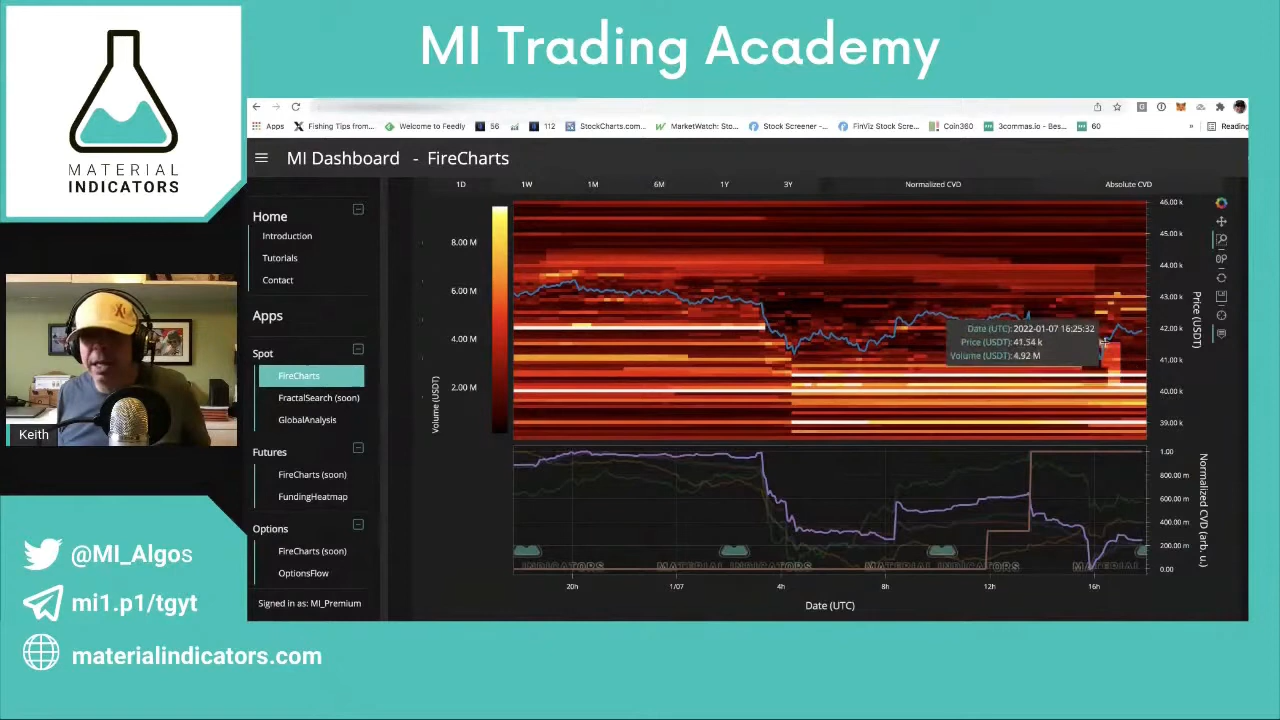 MI Trading Academy
MATERIAL
INDICATORS
Apps
Fishing Tips from...
Welcome to Feedly
56
112
StockCharts.com...
MarketWatch: Sto...
Stock Screener -...
FinViz Stock Scre...
Coin360
3commas.io - Bes...
60
»
Reading
MI Dashboard - FireCharts
1D
1W
1M
6M
1Y
3Y
Normalized CVD
Absolute CVD
Home
Introduction
Tutorials
Contact
Apps
Spot
FireCharts
FractalSearch (soon)
GlobalAnalysis
Futures
FireCharts (soon)
FundingHeatmap
Options
FireCharts (soon)
OptionsFlow
Signed in as: MI_Premium
8.00 M
6.00 M
4.00 M
2.00 M
Volume (USDT)
46.00 k
45.00 k
44.00 k
43.00 k
42.00 k
41.00 k
40.00 k
39.00 k
Price (USDT)
Date (UTC): 2022-01-07 16:25:32
Price (USDT): 41.54 k
Volume (USDT): 4.92 M
1.00
800.00 m
600.00 m
400.00 m
200.00 m
0.00
Normalized CVD (arb. u.)
INDICATORS
MATERIAL INDICATORS
MATERIAL INDICATORS
MATERIAL
20h
1/07
4h
8h
12h
16h
Date (UTC)
Keith
@MI_Algos
mi1.p1/tgyt
materialindicators.com